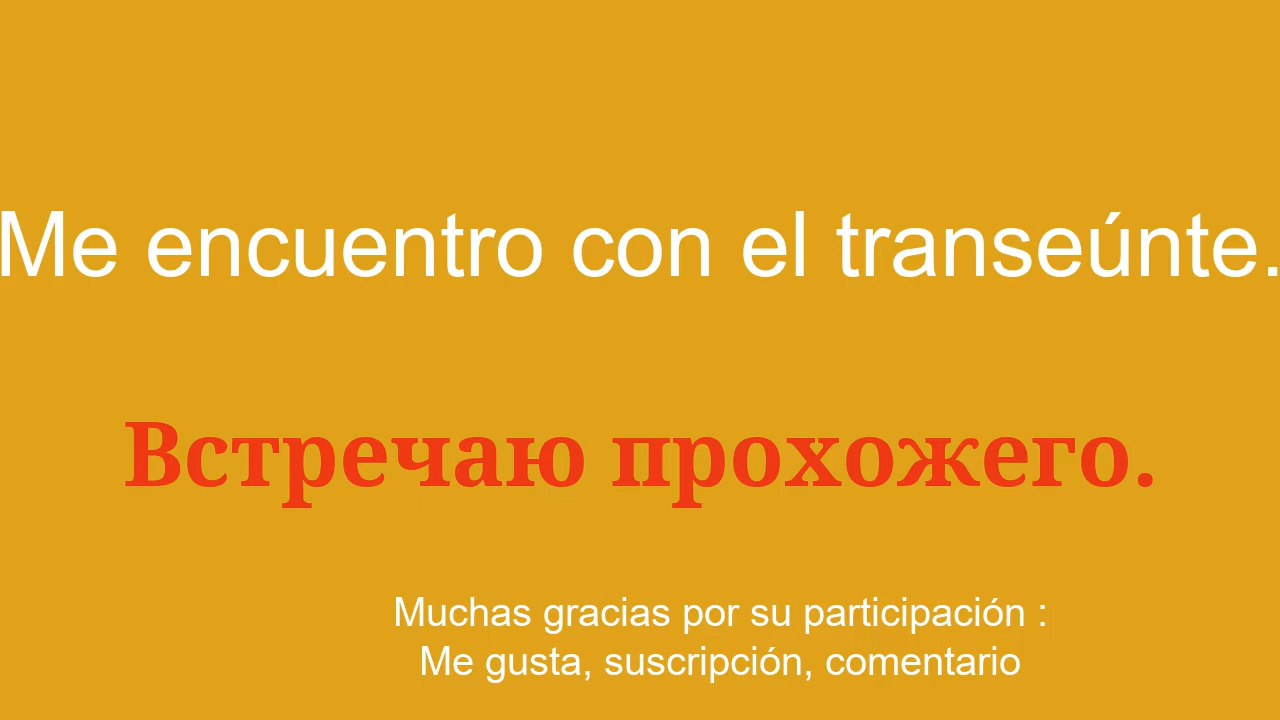 Me encuentro con el transeúnte.
Встречаю прохожего.
Muchas gracias por su participación :
Me gusta, suscripción, comentario